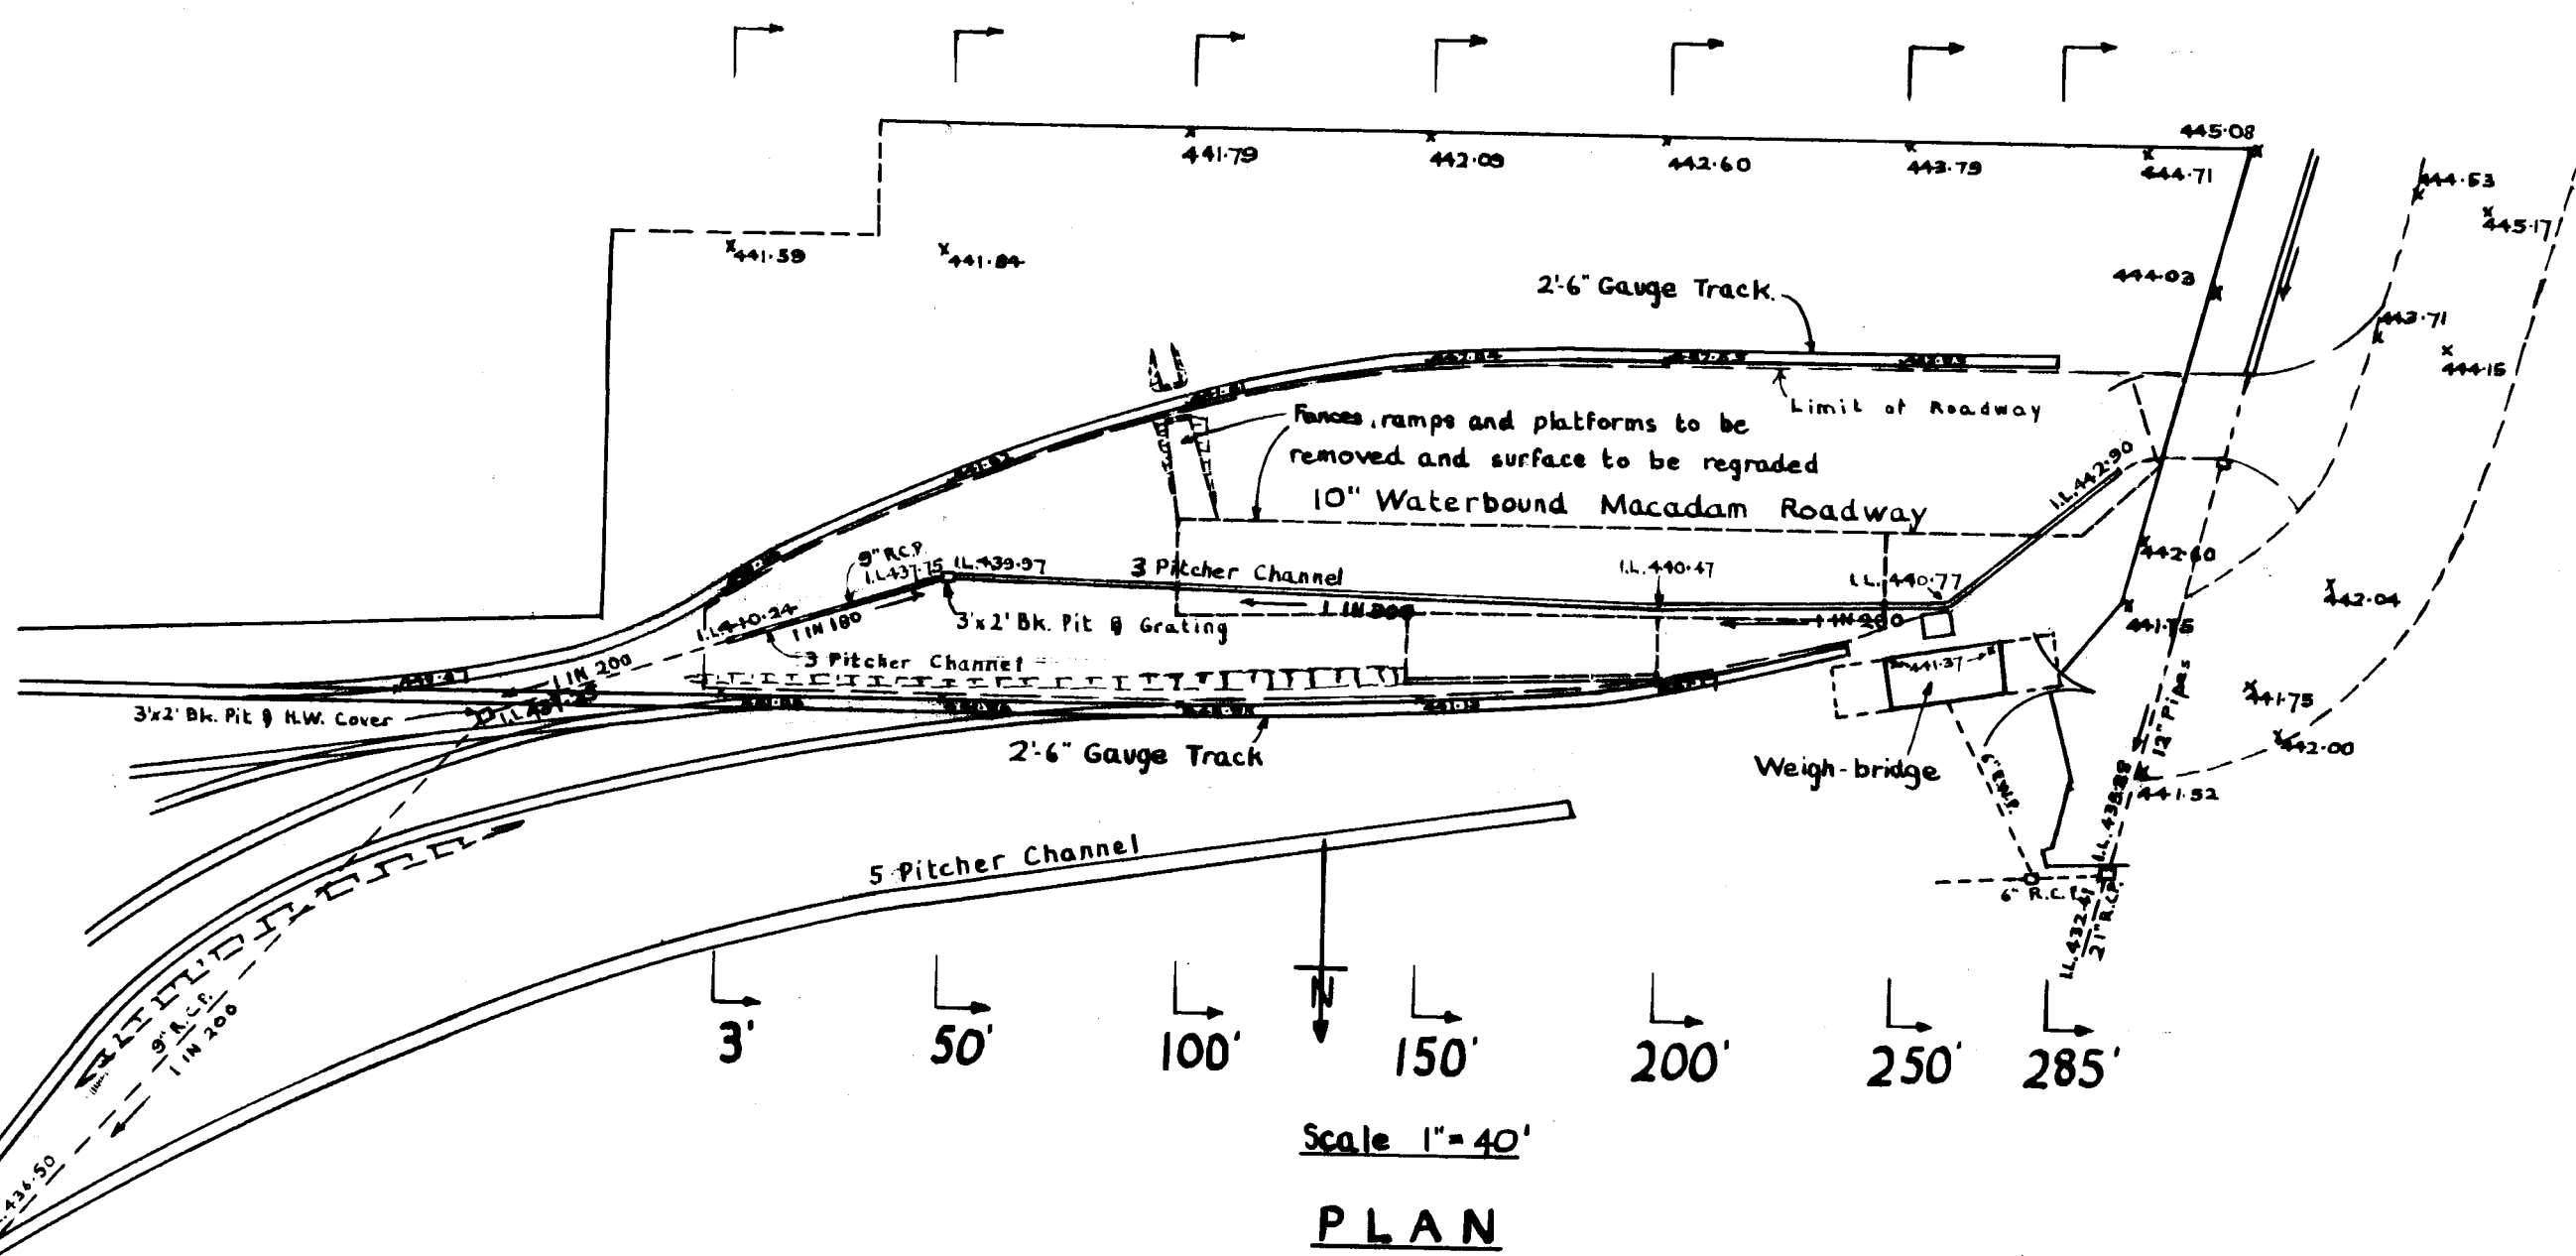 445·08
441·79
442·09
442·60
443·79
444·71
444·53
445·17
441·59
441·84
444·03
2'-6" Gauge Track.
443·71
444·15
Limit of Roadway
Fences, ramps and platforms to be
removed and surface to be regraded
10" Waterbound Macadam Roadway
I.L.442·90
9" R.C.P.
I.L.437·75
I.L.439·97
3 Pitcher Channel
I.L.440·47
I.L.440·77
442·60
442·04
I.L.440·24
1 IN 180
3'x2' Bk. Pit & Grating
1 IN 200
441·75
3 Pitcher Channel
1 IN 200
441·37
3'x2' Bk. Pit & H.W. Cover
441·75
12" Pipes
442·00
2'-6" Gauge Track
Weigh-bridge
441·52
5 Pitcher Channel
6" R.C.P.
I.L.432·41
21" R.C.P.
9" R.C.P.
1 IN 200
N
3'
50'
100'
150'
200'
250'
285'
436·50
Scale 1"=40'
PLAN